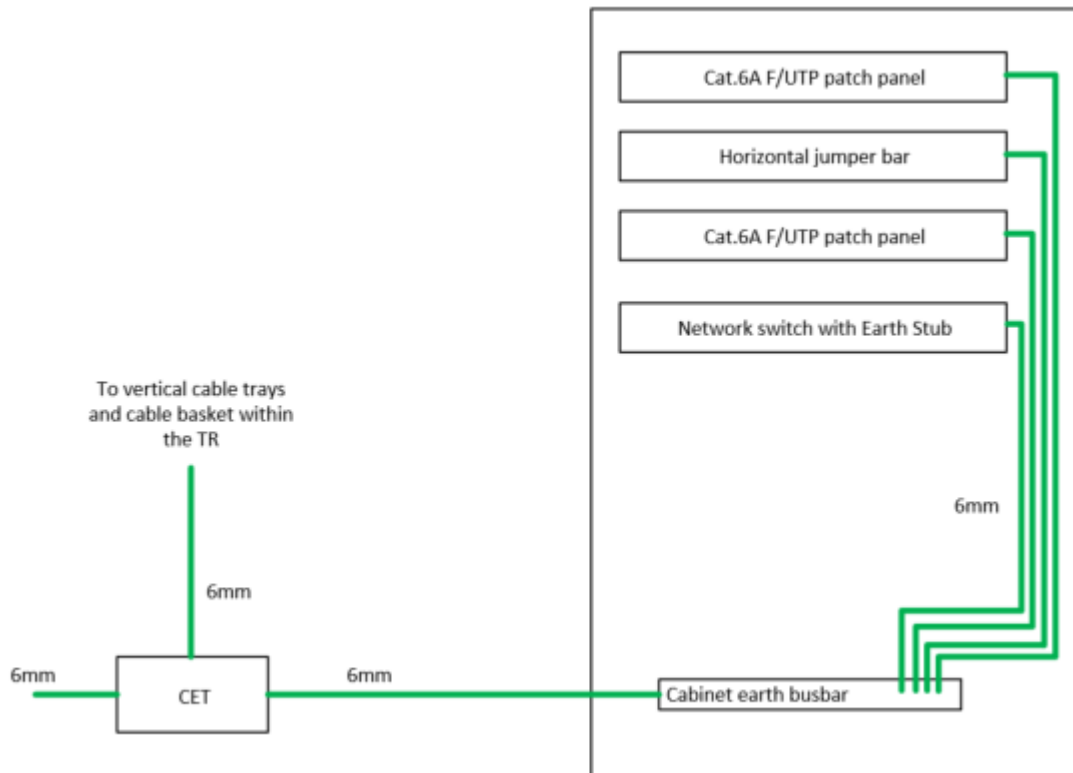 Cat.6A F/UTP patch panel
Horizontal jumper bar
Cat.6A F/UTP patch panel
Network switch with Earth Stub
To vertical cable trays
and cable basket within
the TR
6mm
6mm
6mm
6mm
CET
Cabinet earth busbar